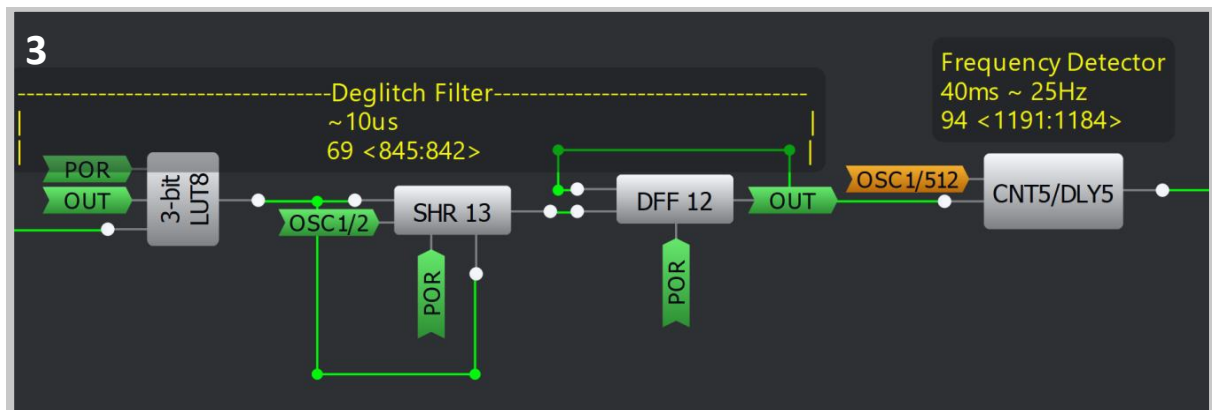 3
---------------------------------Deglitch Filter---------------------------------
| ~10us |
| 69 <845:842> |
Frequency Detector
40ms ~ 25Hz
94 <1191:1184>
POR
OUT
3-bit
LUT8
OSC1/2
SHR 13
POR
DFF 12
POR
OUT
OSC1/512
CNT5/DLY5